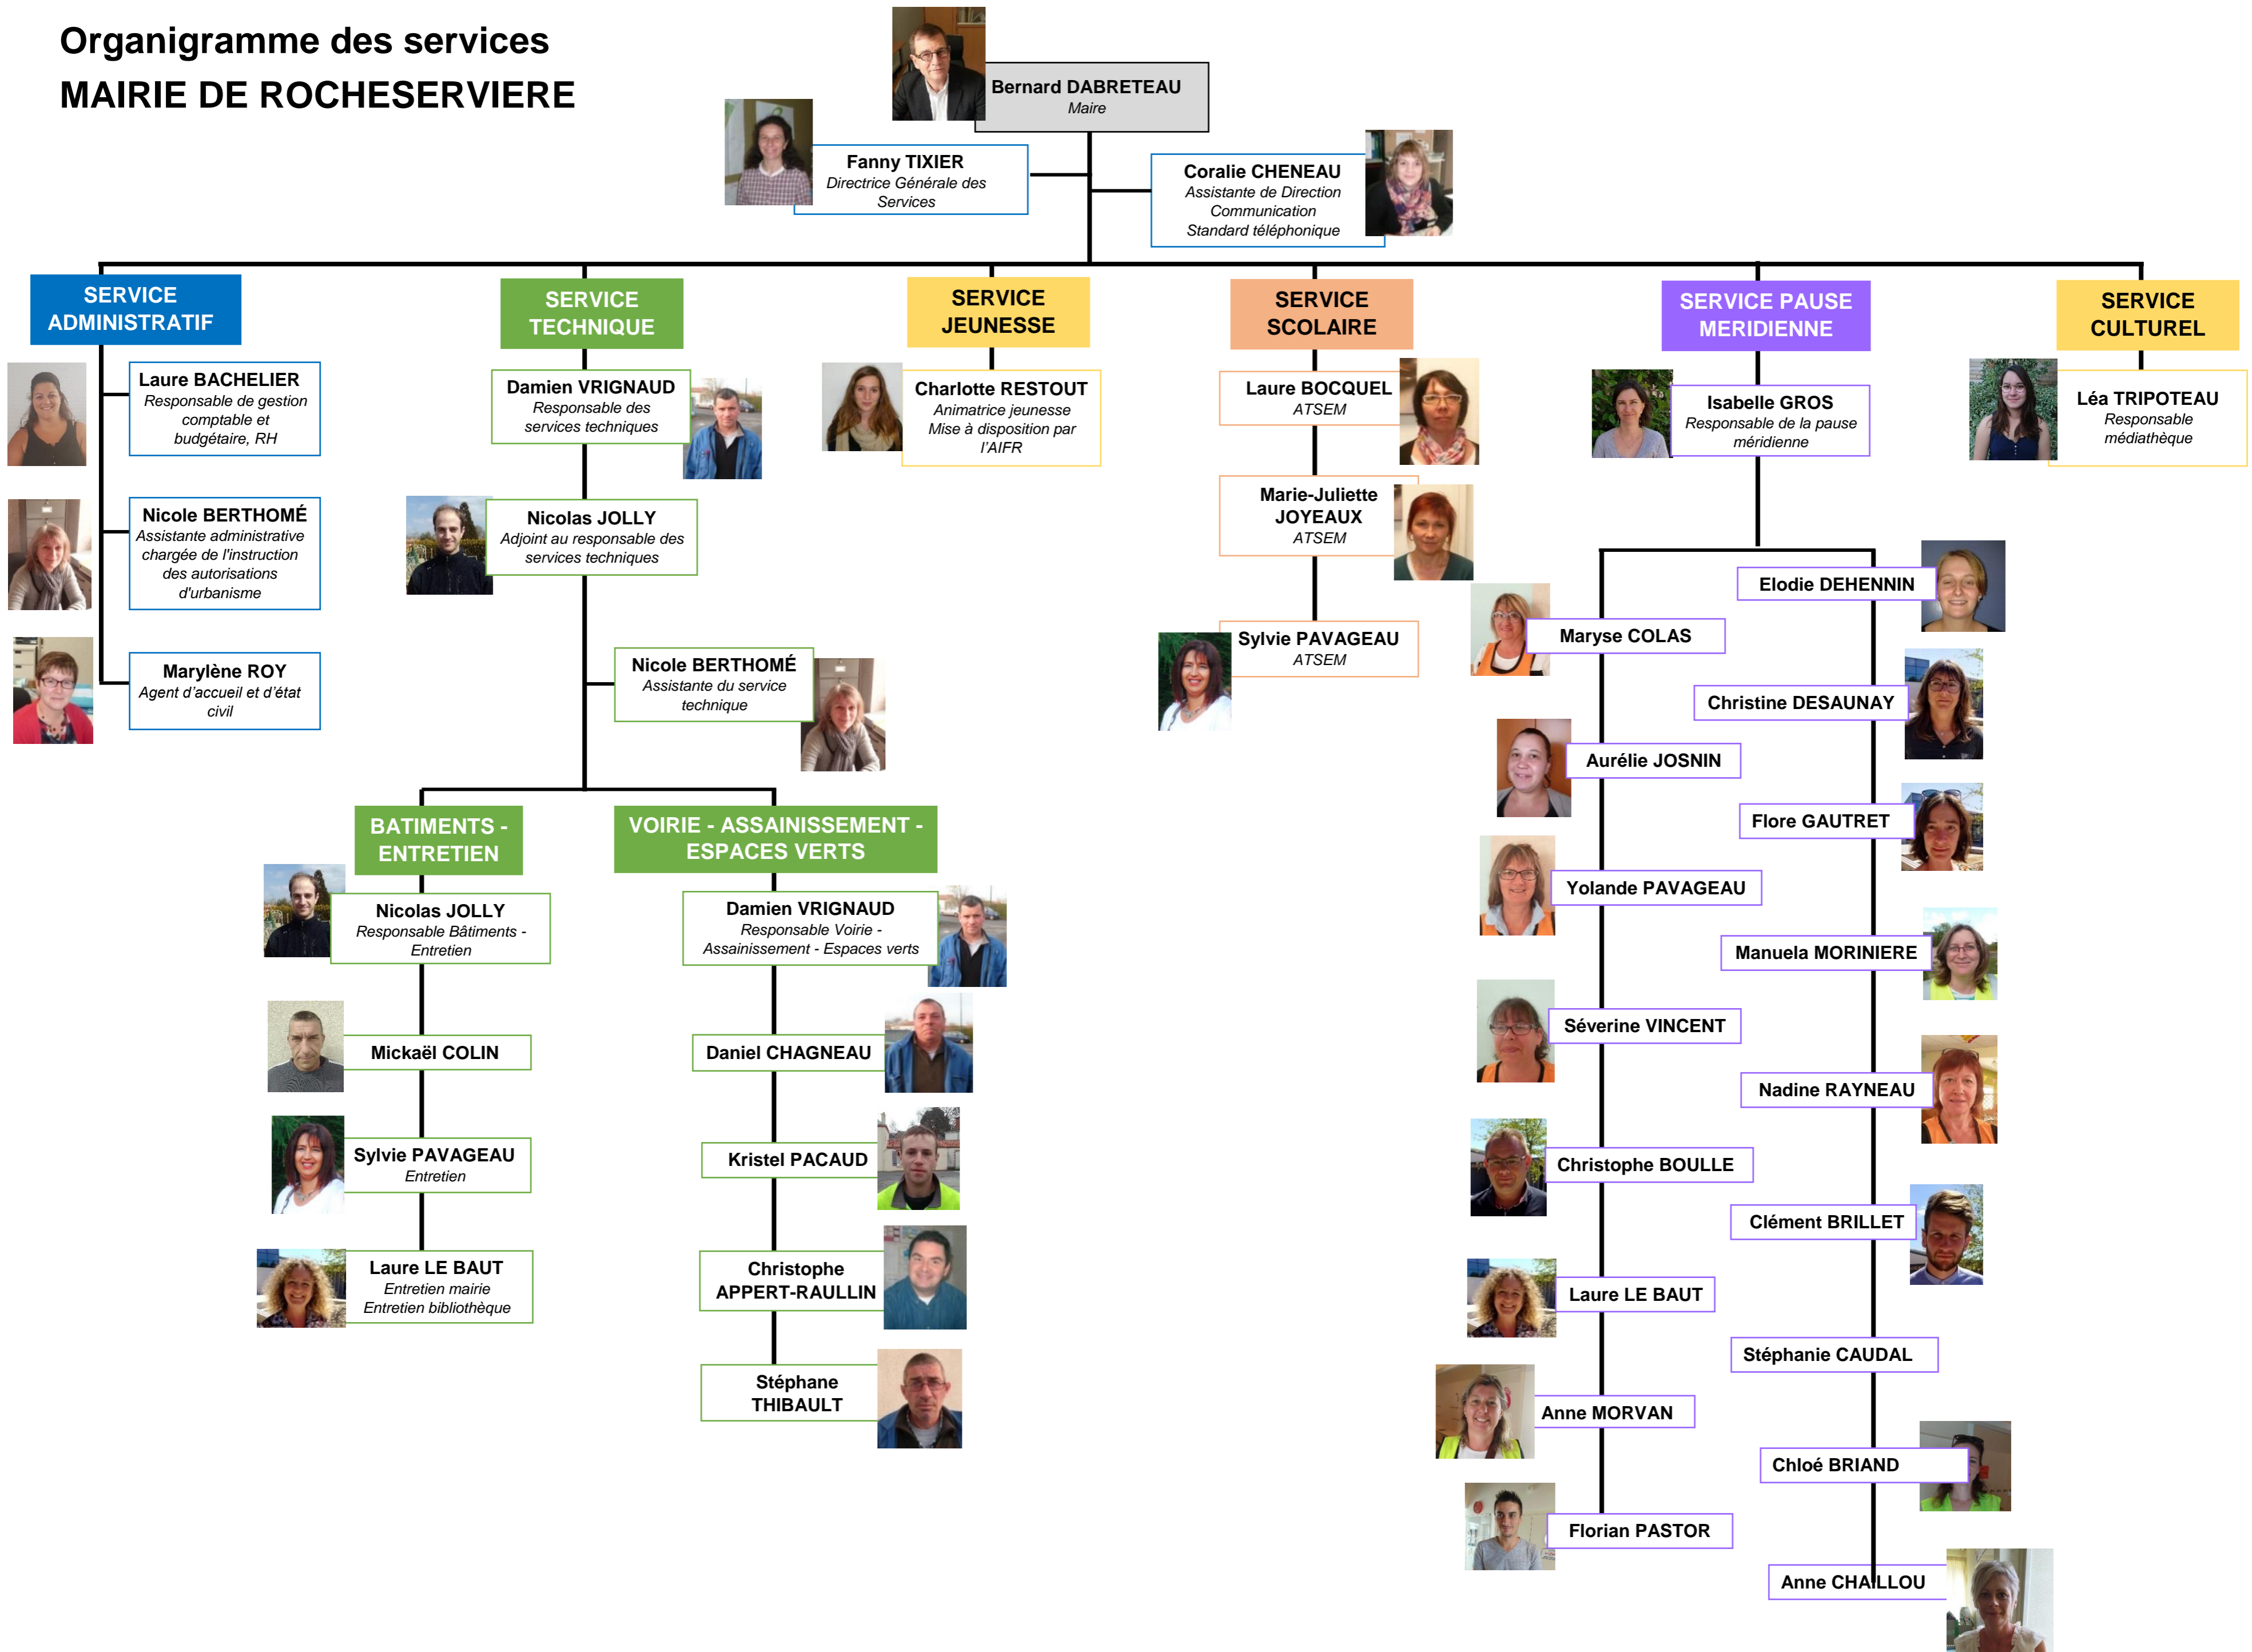 Organigramme des services
MAIRIE DE ROCHESERVIERE
Bernard DABRETEAU
Maire
Fanny TIXIER
Directrice Générale des
Services
Coralie CHENEAU
Assistante de Direction
Communication
Standard téléphonique
SERVICE
ADMINISTRATIF
Laure BACHELIER
Responsable de gestion
comptable et
budgétaire, RH
Nicole BERTHOMÉ
Assistante administrative
chargée de l'instruction
des autorisations
d'urbanisme
Marylène ROY
Agent d’accueil et d’état
civil
SERVICE
TECHNIQUE
Damien VRIGNAUD
Responsable des
services techniques
Nicolas JOLLY
Adjoint au responsable des
services techniques
Nicole BERTHOMÉ
Assistante du service
technique
BATIMENTS -
ENTRETIEN
Nicolas JOLLY
Responsable Bâtiments -
Entretien
Mickaël COLIN
Sylvie PAVAGEAU
Entretien
Laure LE BAUT
Entretien mairie
Entretien bibliothèque
VOIRIE - ASSAINISSEMENT -
ESPACES VERTS
Damien VRIGNAUD
Responsable Voirie -
Assainissement - Espaces verts
Daniel CHAGNEAU
Kristel PACAUD
Christophe
APPERT-RAULLIN
Stéphane
THIBAULT
SERVICE
JEUNESSE
Charlotte RESTOUT
Animatrice jeunesse
Mise à disposition par
l’AIFR
SERVICE
SCOLAIRE
Laure BOCQUEL
ATSEM
Marie-Juliette
JOYEAUX
ATSEM
Sylvie PAVAGEAU
ATSEM
SERVICE PAUSE
MERIDIENNE
Isabelle GROS
Responsable de la pause
méridienne
Maryse COLAS
Aurélie JOSNIN
Yolande PAVAGEAU
Séverine VINCENT
Christophe BOULLE
Laure LE BAUT
Anne MORVAN
Florian PASTOR
Elodie DEHENNIN
Christine DESAUNAY
Flore GAUTRET
Manuela MORINIERE
Nadine RAYNEAU
Clément BRILLET
Stéphanie CAUDAL
Chloé BRIAND
Anne CHAILLOU
SERVICE
CULTUREL
Léa TRIPOTEAU
Responsable
médiathèque